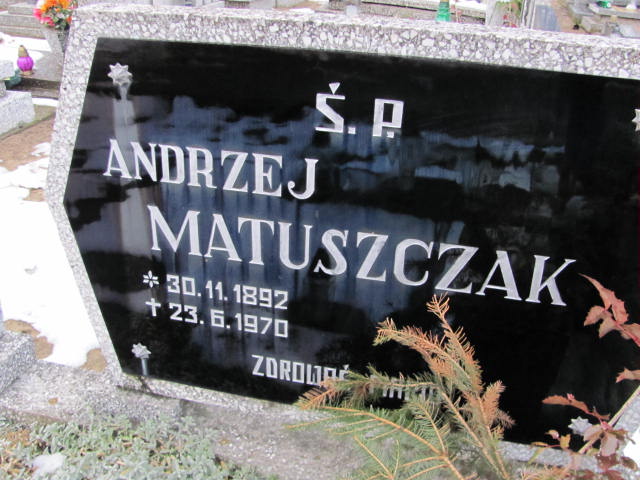 Ś. P.
ANDRZEJ
MATUSZCZAK
* 30.11.1892
† 23.6.1970